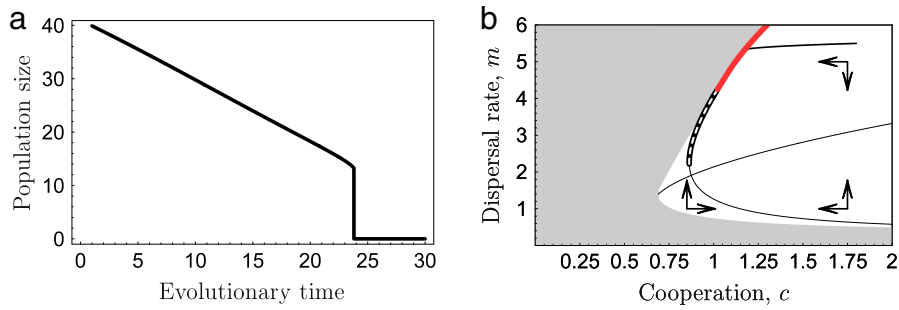 a
Population size
40
30
20
10
0
0 5 10 15 20 25 30
Evolutionary time
b
Dispersal rate, m
6
5
4
3
2
1
0.25 0.5 0.75 1 1.25 1.5 1.75 2
Cooperation, c